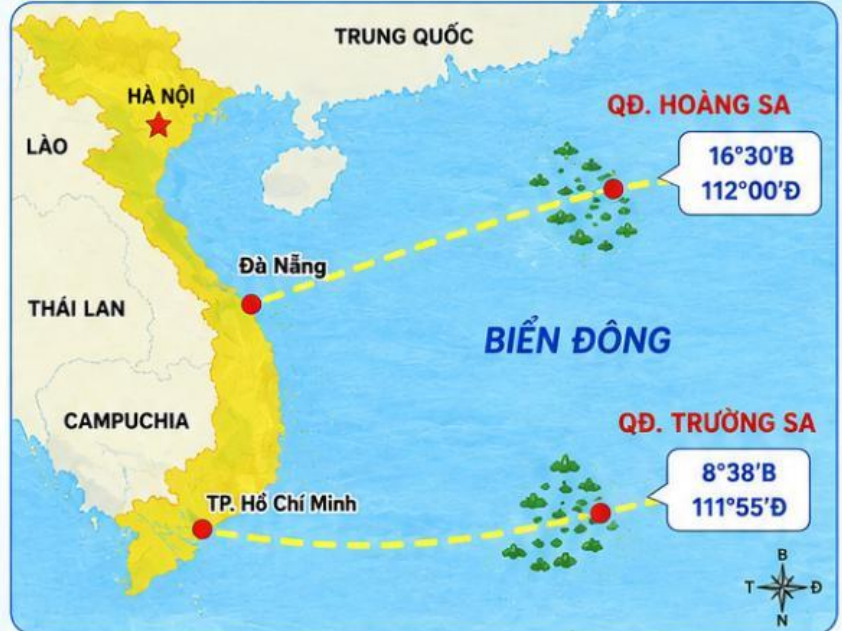 TRUNG QUỐC
HÀ NỘI
QĐ. HOÀNG SA
LÀO
16°30'B
112°00'Đ
Đà Nẵng
THÁI LAN
BIỂN ĐÔNG
CAMPUCHIA
QĐ. TRƯỜNG SA
8°38'B
111°55'Đ
TP. Hồ Chí Minh
B
T Đ
N